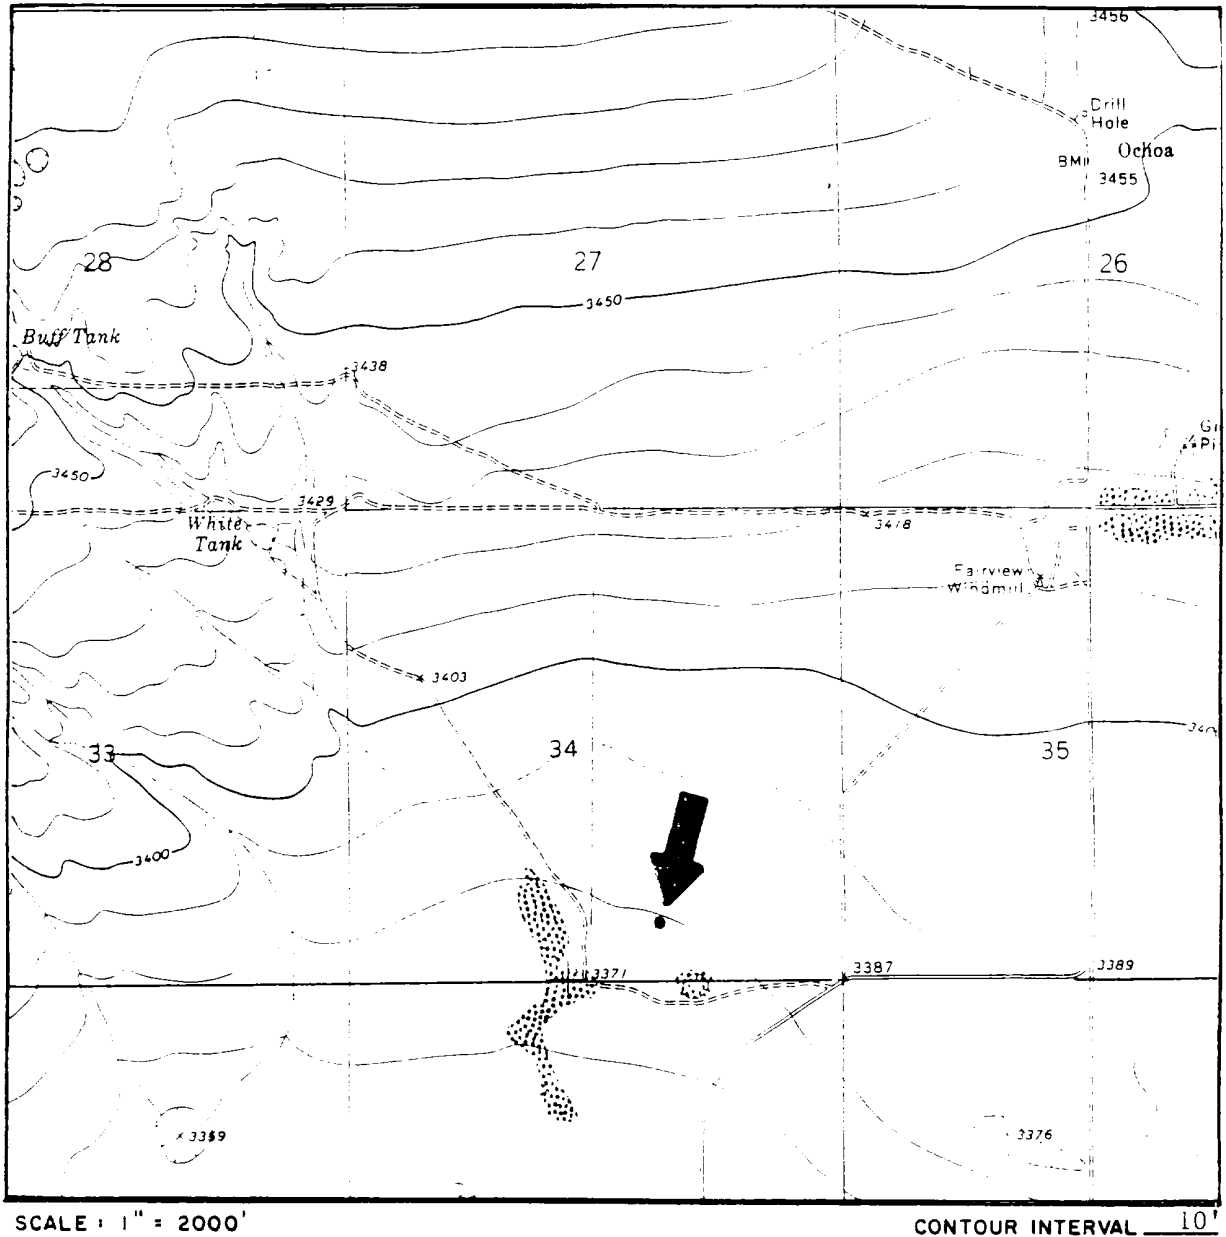 3456
Drill
Hole
Ochoa
BM
3455
28
27
26
3450
Buff Tank
3438
3450
3429
White
Tank
3418
Fairview
Windmill
3403
33
34
35
3400
3371
3387
3389
3376
SCALE : 1" = 2000'
CONTOUR INTERVAL 10'